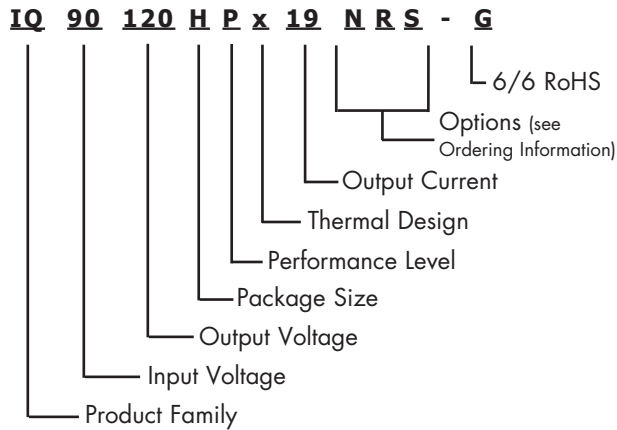 IQ 90 120 H P x 19 N R S - G
6/6 RoHS
Options (see
Ordering Information)
Output Current
Thermal Design
Performance Level
Package Size
Output Voltage
Input Voltage
Product Family